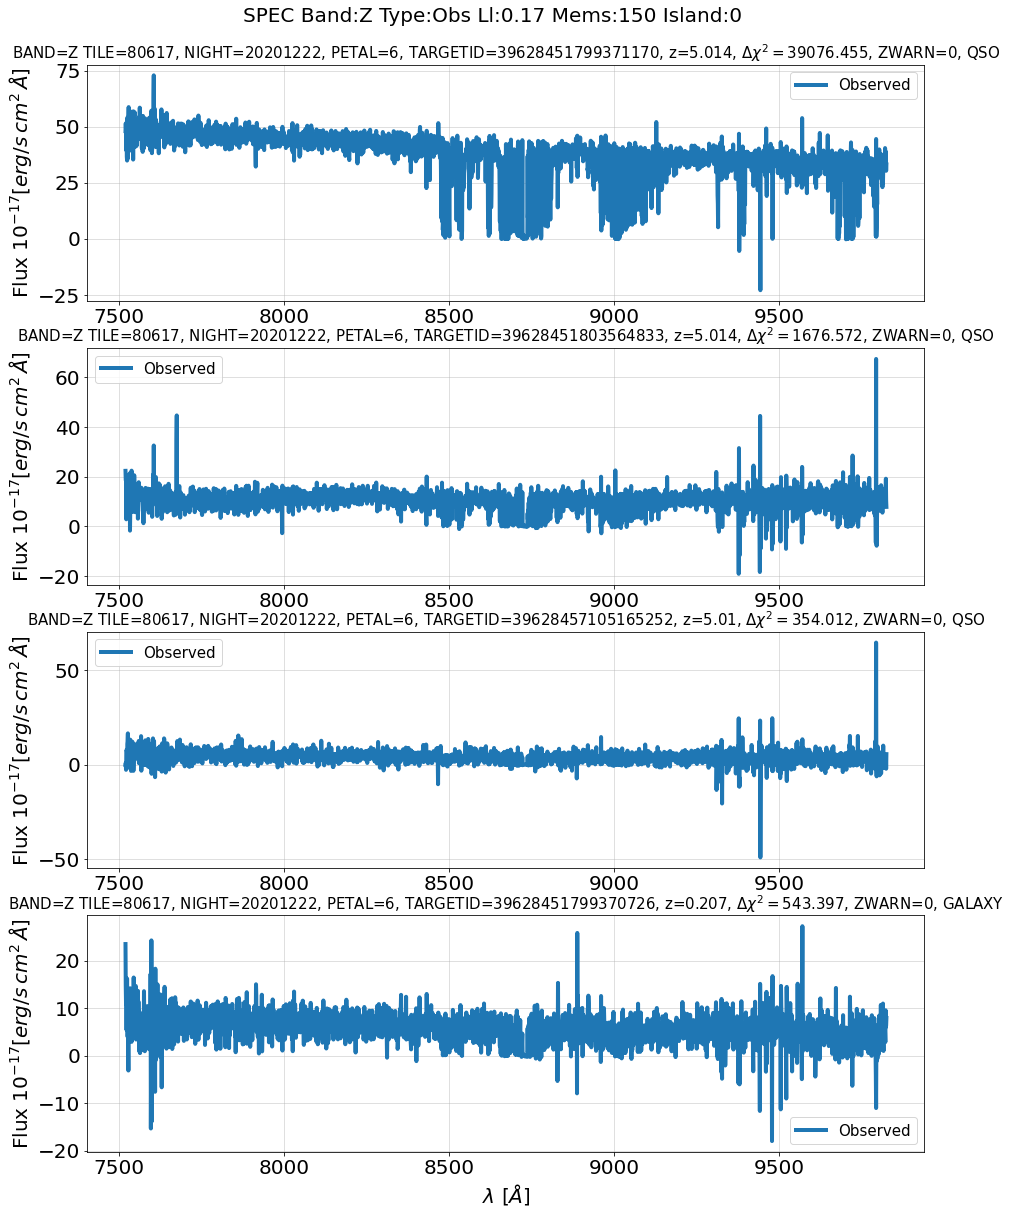 SPEC Band:Z Type:Obs Ll:0.17 Mems:150 Island:0
BAND=Z TILE=80617, NIGHT=20201222, PETAL=6, TARGETID=39628451799371170, z=5.014, Δχ² = 39076.455, ZWARN=0, QSO
75
50
25
0
−25
Flux 10⁻¹⁷[erg/s cm² Å]
Observed
7500 8000 8500 9000 9500
BAND=Z TILE=80617, NIGHT=20201222, PETAL=6, TARGETID=39628451803564833, z=5.014, Δχ² = 1676.572, ZWARN=0, QSO
60
40
20
0
−20
Flux 10⁻¹⁷[erg/s cm² Å]
Observed
7500 8000 8500 9000 9500
BAND=Z TILE=80617, NIGHT=20201222, PETAL=6, TARGETID=39628457105165252, z=5.01, Δχ² = 354.012, ZWARN=0, QSO
50
0
−50
Flux 10⁻¹⁷[erg/s cm² Å]
Observed
7500 8000 8500 9000 9500
BAND=Z TILE=80617, NIGHT=20201222, PETAL=6, TARGETID=39628451799370726, z=0.207, Δχ² = 543.397, ZWARN=0, GALAXY
20
10
0
−10
−20
Flux 10⁻¹⁷[erg/s cm² Å]
Observed
7500 8000 8500 9000 9500
λ [Å]